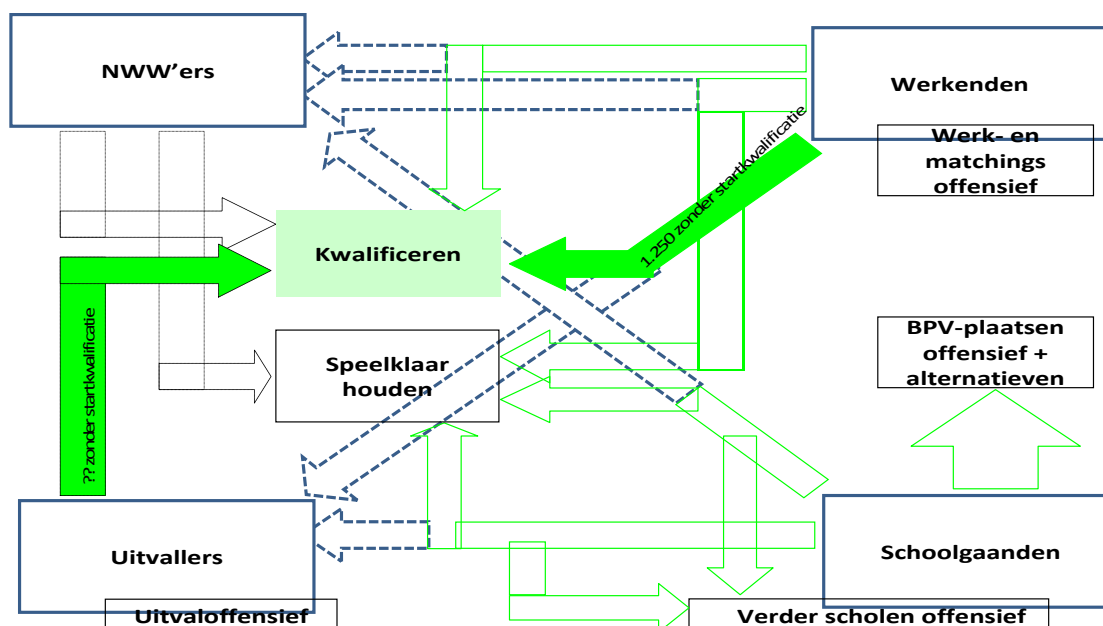 NWW'ers
Werkenden
Werk- en
matchings
offensief
1.250 zonder startkwalificatie
Kwalificeren
BPV-plaatsen
offensief +
alternatieven
Speelklaar
houden
?? zonder startkwalificatie
Uitvallers
Schoolgaanden
Uitvaloffensief
Verder scholen offensief